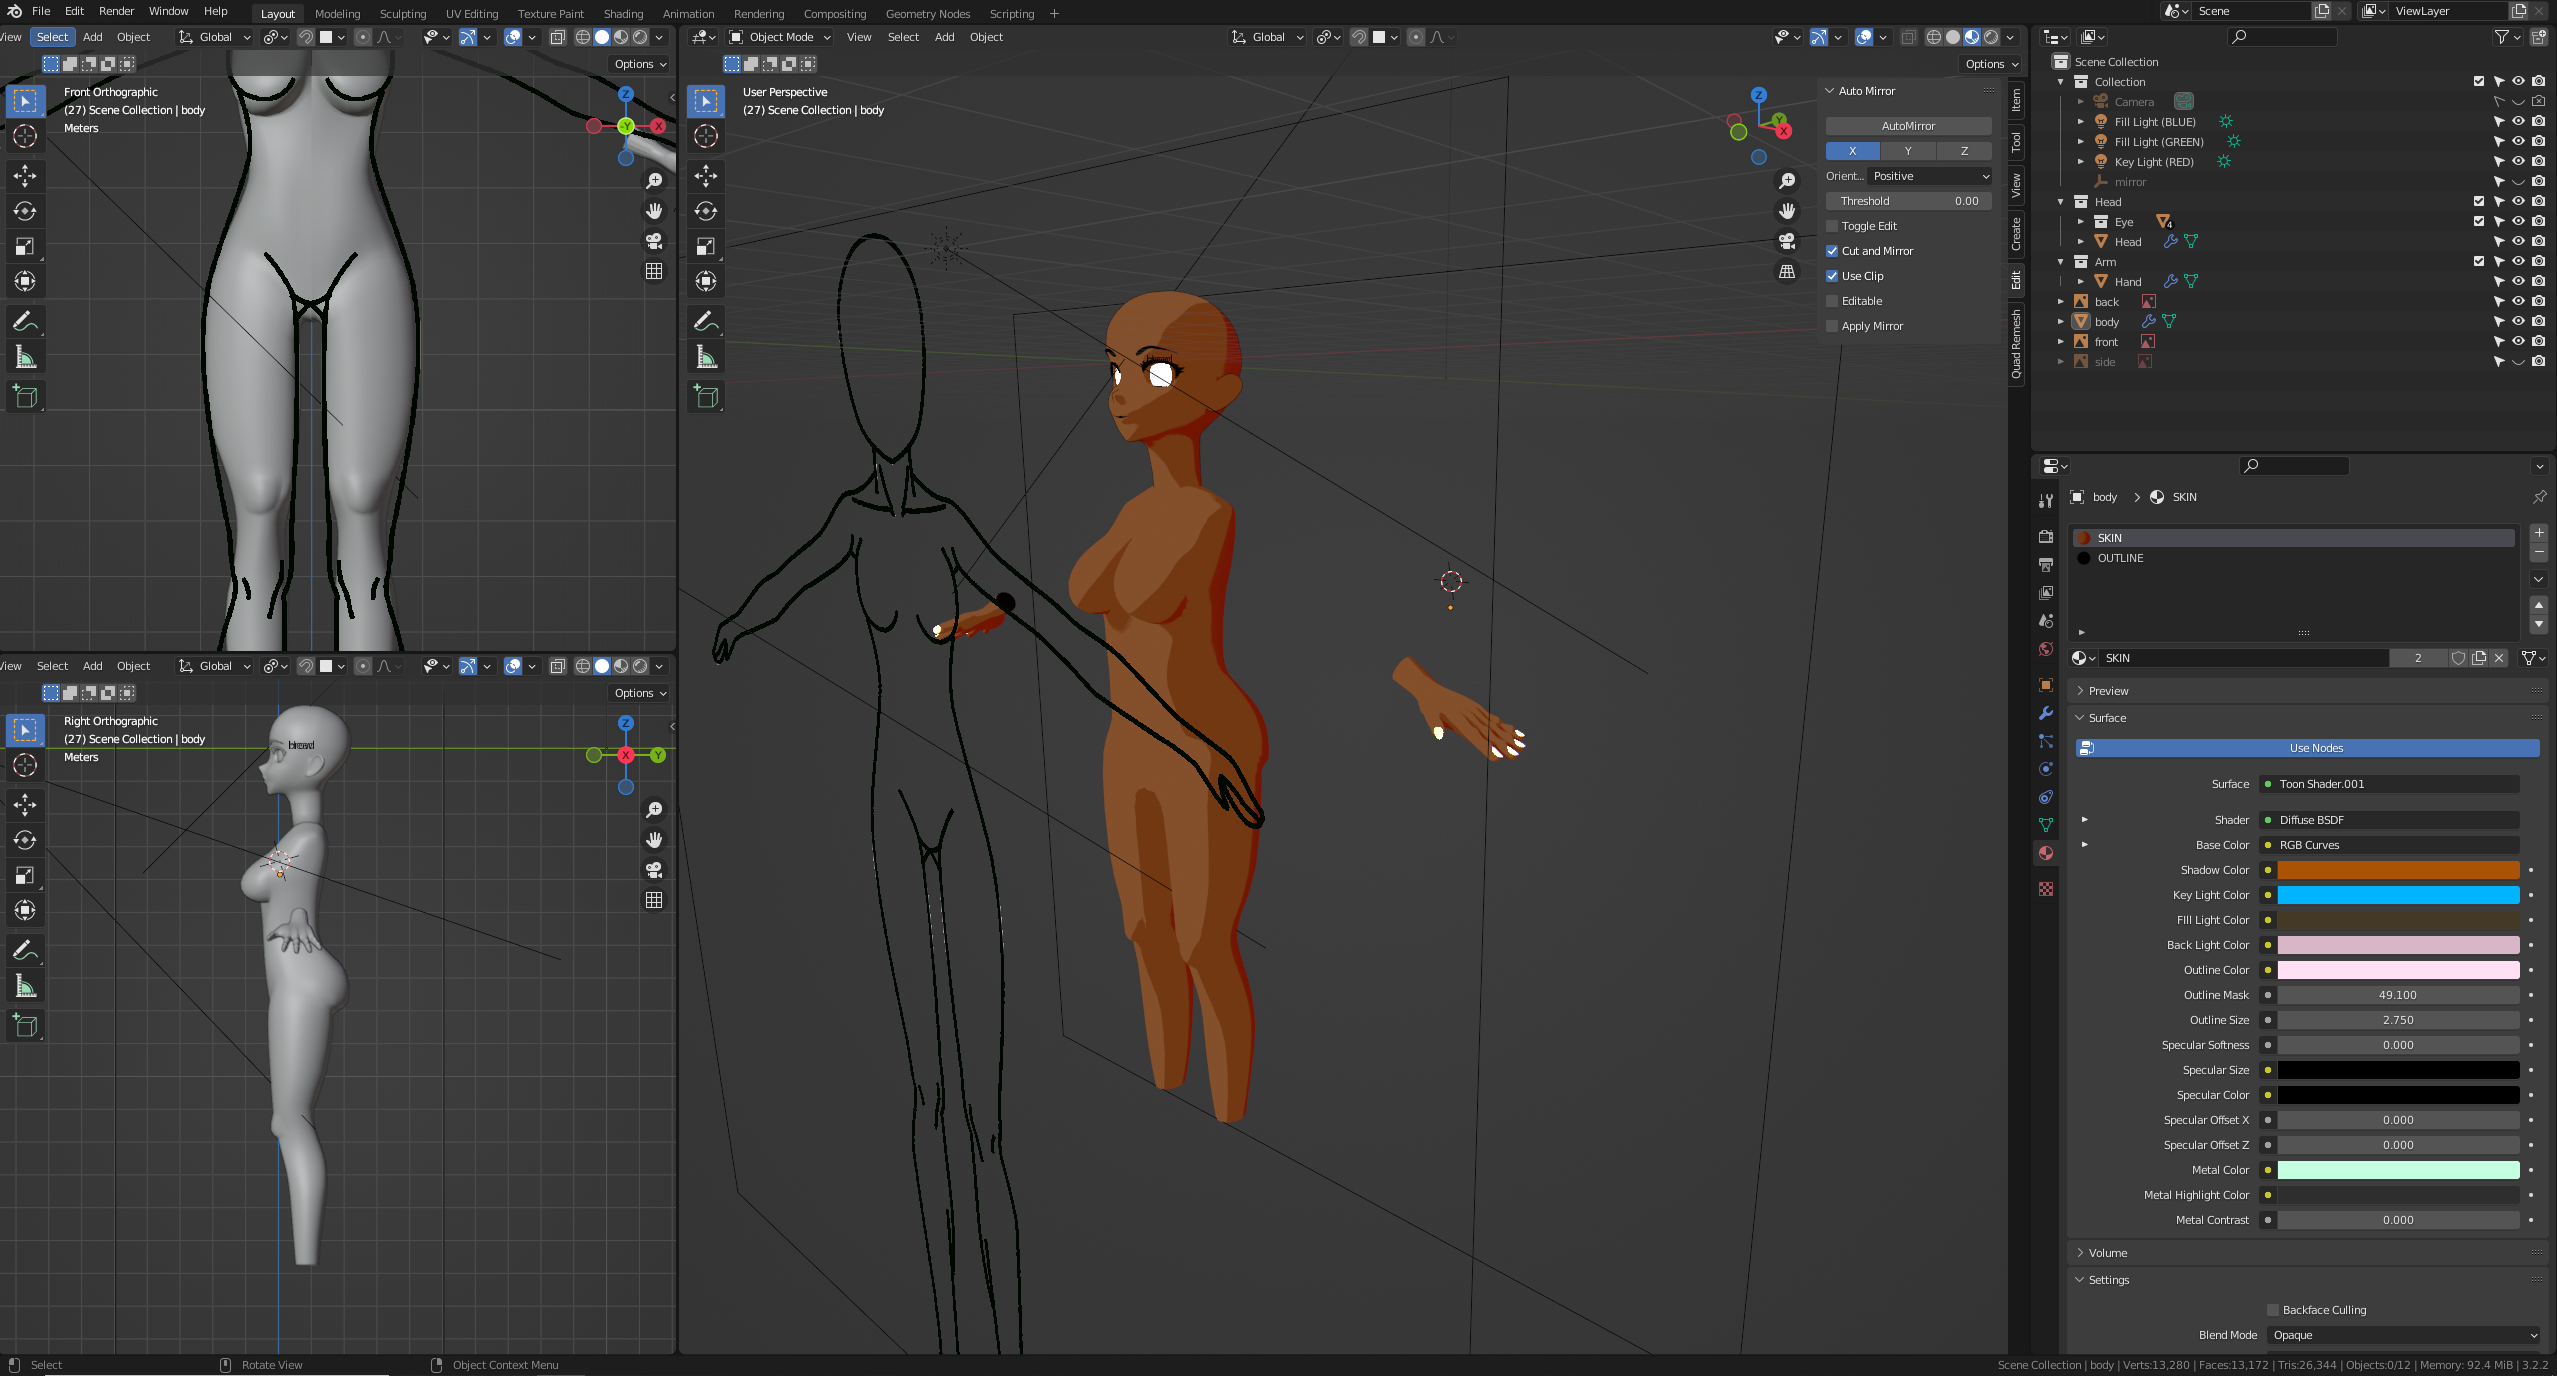 File Edit Render Window Help Layout Modeling Sculpting UV Editing Texture Paint Shading Animation Rendering Compositing Geometry Nodes Scripting + Scene ViewLayer
View Select Add Object Global
Options
Front Orthographic
(27) Scene Collection | body
Meters
Z
-Y X
View Select Add Object Global
Options
Right Orthographic
(27) Scene Collection | body
Meters
Z
X Y
Object Mode View Select Add Object Global
Options
User Perspective
(27) Scene Collection | body
Z
Y
X
Auto Mirror
AutoMirror
X Y Z
Orient... Positive
Threshold 0.00
Toggle Edit
Cut and Mirror
Use Clip
Editable
Apply Mirror
Item
Tool
View
Create
Edit
Quad Remesh
Scene Collection
Collection
Camera
Fill Light (BLUE)
Fill Light (GREEN)
Key Light (RED)
mirror
Head
Eye 4
Head
Arm
Hand
back
body
front
side
body > SKIN
SKIN
OUTLINE
SKIN 2
Preview
Surface
Use Nodes
Surface Toon Shader.001
Shader Diffuse BSDF
Base Color RGB Curves
Shadow Color
Key Light Color
FIll Light Color
Back Light Color
Outline Color
Outline Mask 49.100
Outline Size 2.750
Specular Softness 0.000
Specular Size
Specular Color
Specular Offset X 0.000
Specular Offset Z 0.000
Metal Color
Metal Highlight Color
Metal Contrast 0.000
Volume
Settings
Backface Culling
Blend Mode Opaque
Select Rotate View Object Context Menu
Scene Collection | body | Verts:13,280 | Faces:13,172 | Tris:26,344 | Objects:0/12 | Memory: 92.4 MiB | 3.2.2